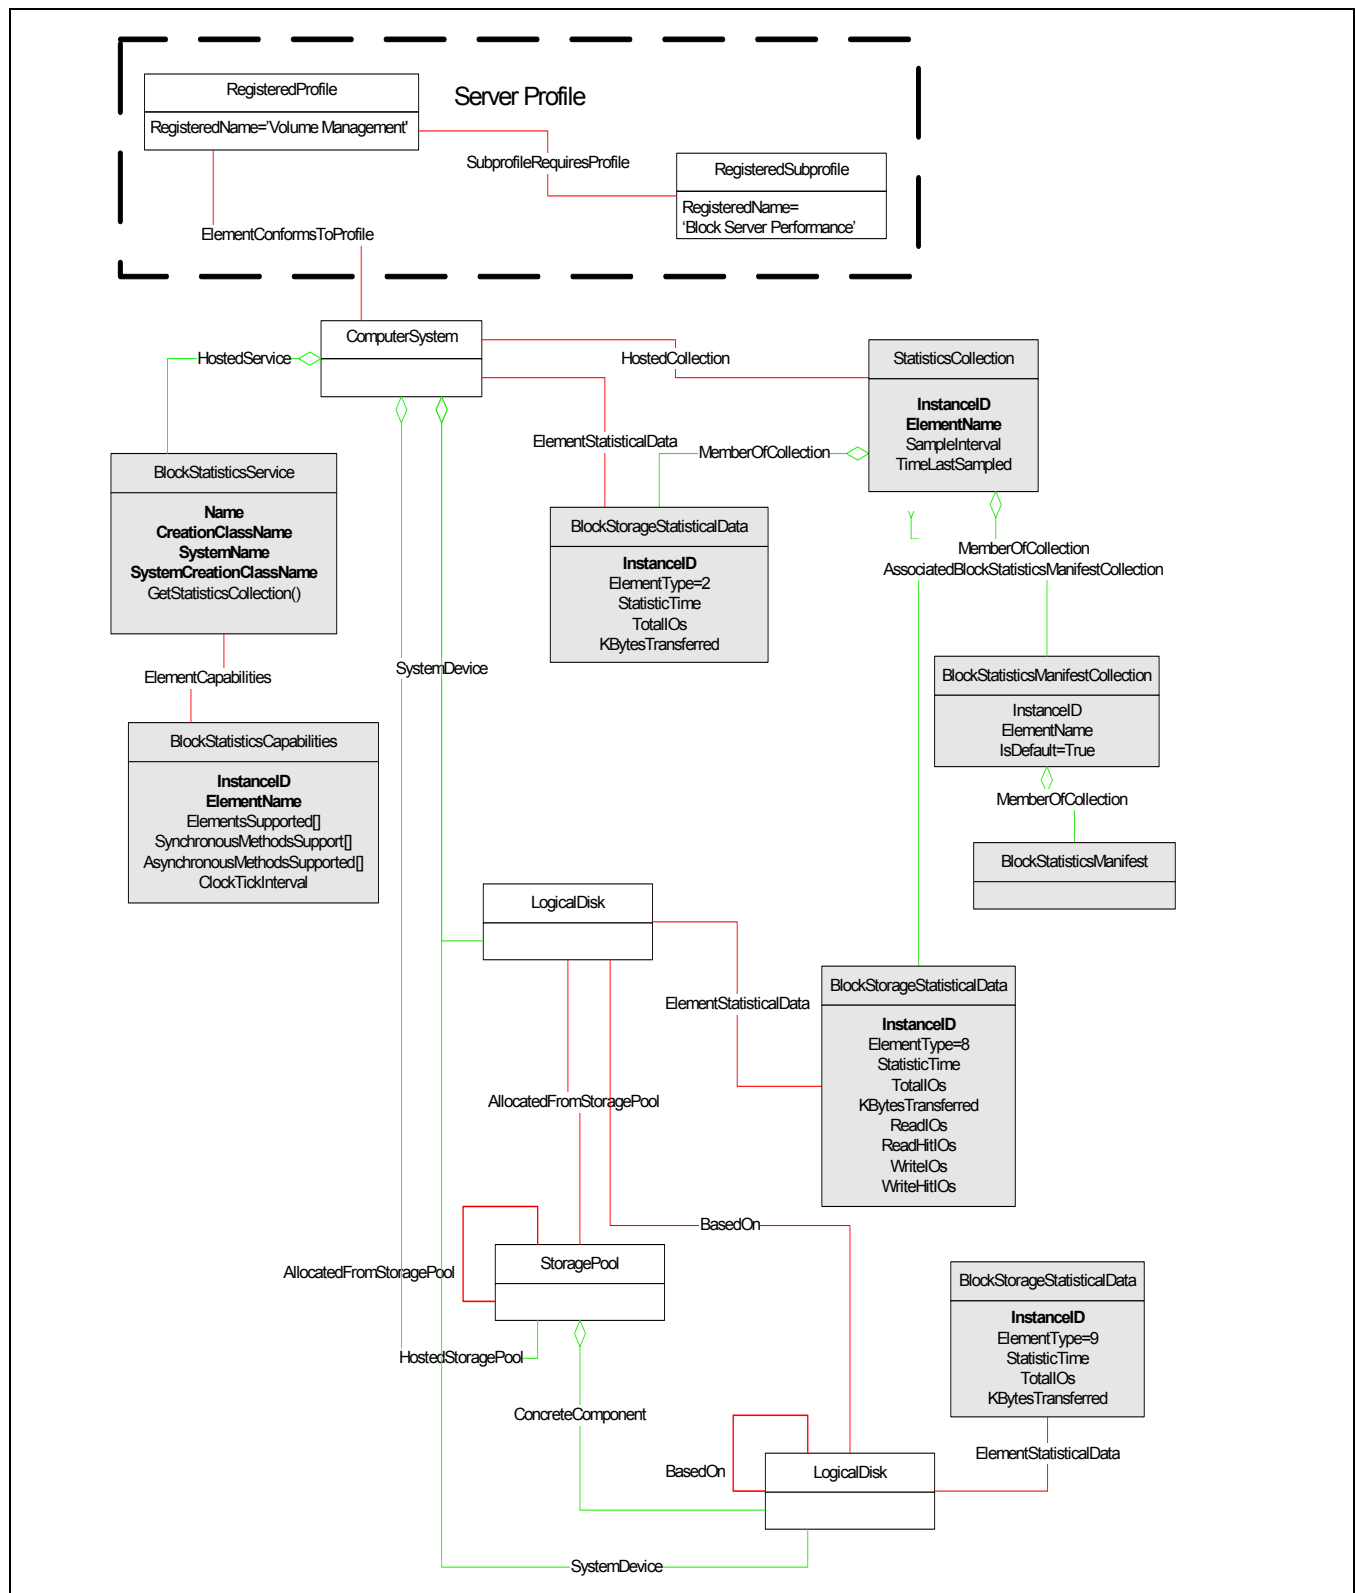 RegisteredProfile
Server Profile
RegisteredName='Volume Management'
SubprofileRequiresProfile
RegisteredSubprofile
RegisteredName=
‘Block Server Performance’
ElementConformsToProfile
ComputerSystem
HostedService
HostedCollection
StatisticsCollection
InstanceID
ElementName
SampleInterval
TimeLastSampled
ElementStatisticalData
MemberOfCollection
BlockStatisticsService
Name
CreationClassName
SystemName
SystemCreationClassName
GetStatisticsCollection()
BlockStorageStatisticalData
InstanceID
ElementType=2
StatisticTime
TotalIOs
KBytesTransferred
MemberOfCollection
AssociatedBlockStatisticsManifestCollection
SystemDevice
ElementCapabilities
BlockStatisticsManifestCollection
InstanceID
ElementName
IsDefault=True
BlockStatisticsCapabilities
InstanceID
ElementName
ElementsSupported[]
SynchronousMethodsSupport[]
AsynchronousMethodsSupported[]
ClockTickInterval
MemberOfCollection
BlockStatisticsManifest
LogicalDisk
ElementStatisticalData
BlockStorageStatisticalData
InstanceID
ElementType=8
StatisticTime
TotalIOs
KBytesTransferred
ReadIOs
ReadHitIOs
WriteIOs
WriteHitIOs
AllocatedFromStoragePool
BasedOn
StoragePool
AllocatedFromStoragePool
HostedStoragePool
BlockStorageStatisticalData
InstanceID
ElementType=9
StatisticTime
TotalIOs
KBytesTransferred
ConcreteComponent
ElementStatisticalData
BasedOn
LogicalDisk
SystemDevice